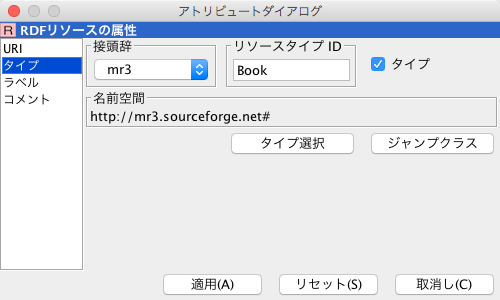 アトリビュートダイアログ
R RDFリソースの属性
URI
タイプ
ラベル
コメント
接頭辞
mr3
リソースタイプ ID
Book
タイプ
名前空間
http://mr3.sourceforge.net#
タイプ選択
ジャンプクラス
適用(A)
リセット(S)
取消し(C)